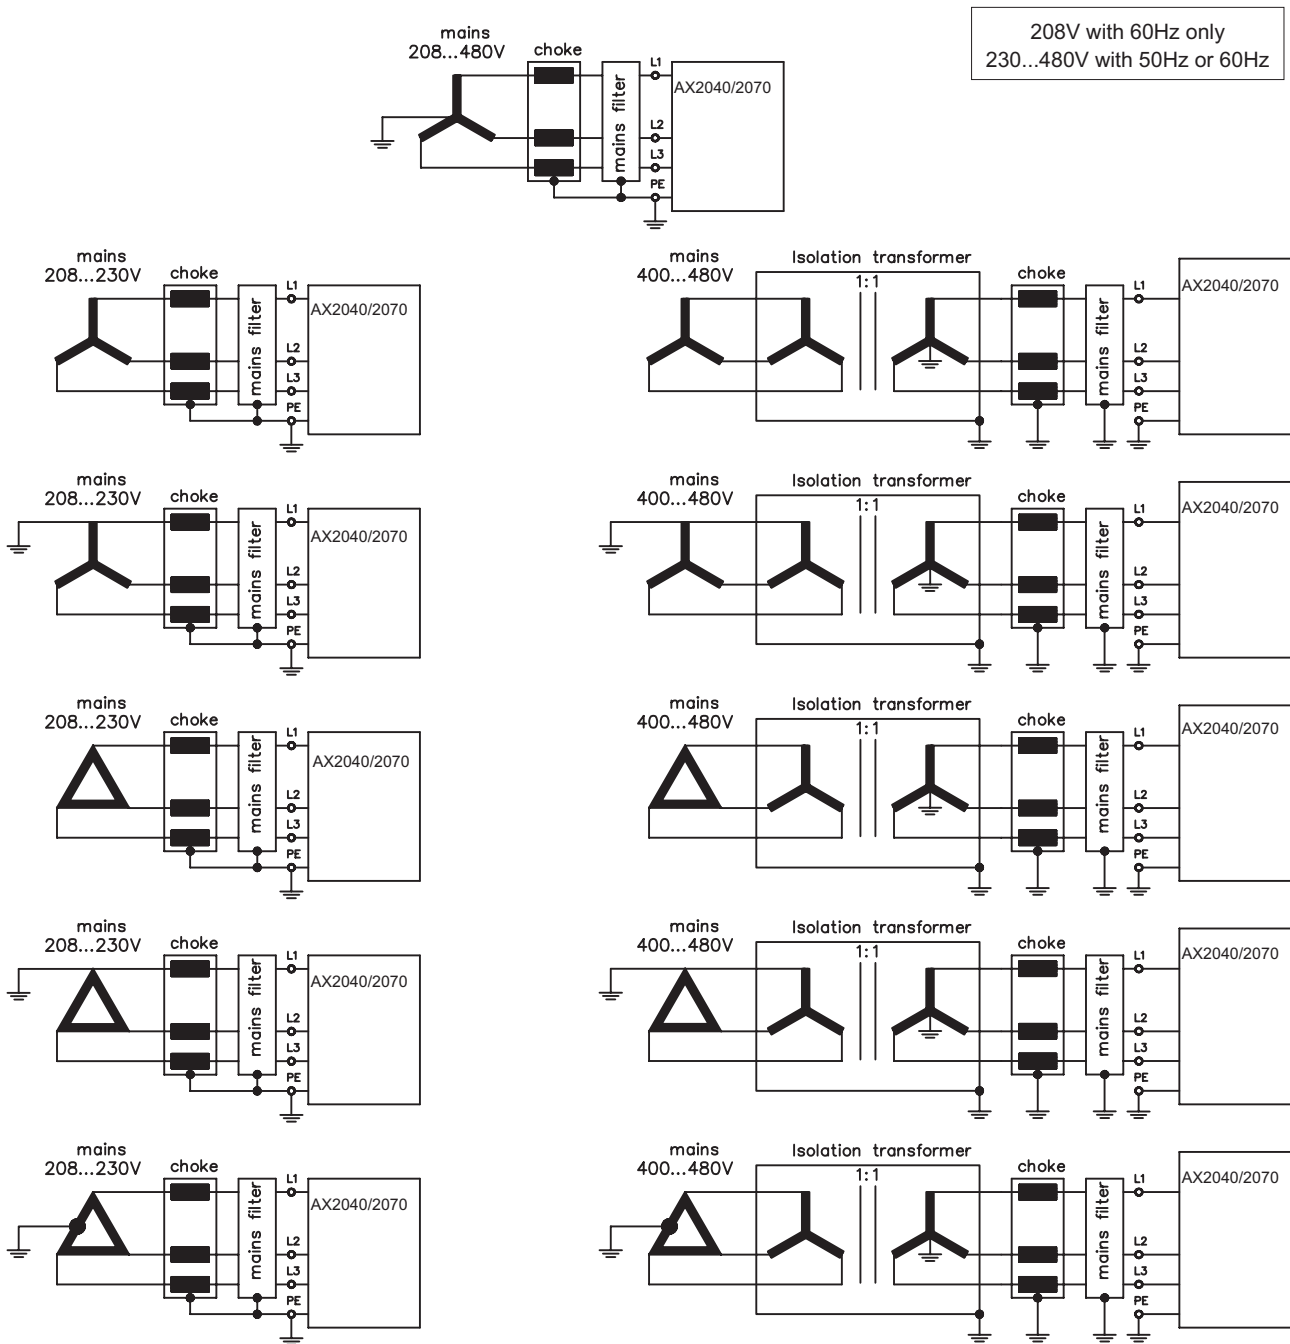 208V with 60Hz only
230...480V with 50Hz or 60Hz
mains
208...480V
choke
mains filter
L1
L2
L3
PE
AX2040/2070
mains
208...230V
choke
mains filter
L1
L2
L3
PE
AX2040/2070
mains
400...480V
Isolation transformer
1:1
choke
mains filter
L1
L2
L3
PE
AX2040/2070
mains
208...230V
choke
mains filter
L1
L2
L3
PE
AX2040/2070
mains
400...480V
Isolation transformer
1:1
choke
mains filter
L1
L2
L3
PE
AX2040/2070
mains
208...230V
choke
mains filter
L1
L2
L3
PE
AX2040/2070
mains
400...480V
Isolation transformer
1:1
choke
mains filter
L1
L2
L3
PE
AX2040/2070
mains
208...230V
choke
mains filter
L1
L2
L3
PE
AX2040/2070
mains
400...480V
Isolation transformer
1:1
choke
mains filter
L1
L2
L3
PE
AX2040/2070
mains
208...230V
choke
mains filter
L1
L2
L3
PE
AX2040/2070
mains
400...480V
Isolation transformer
1:1
choke
mains filter
L1
L2
L3
PE
AX2040/2070